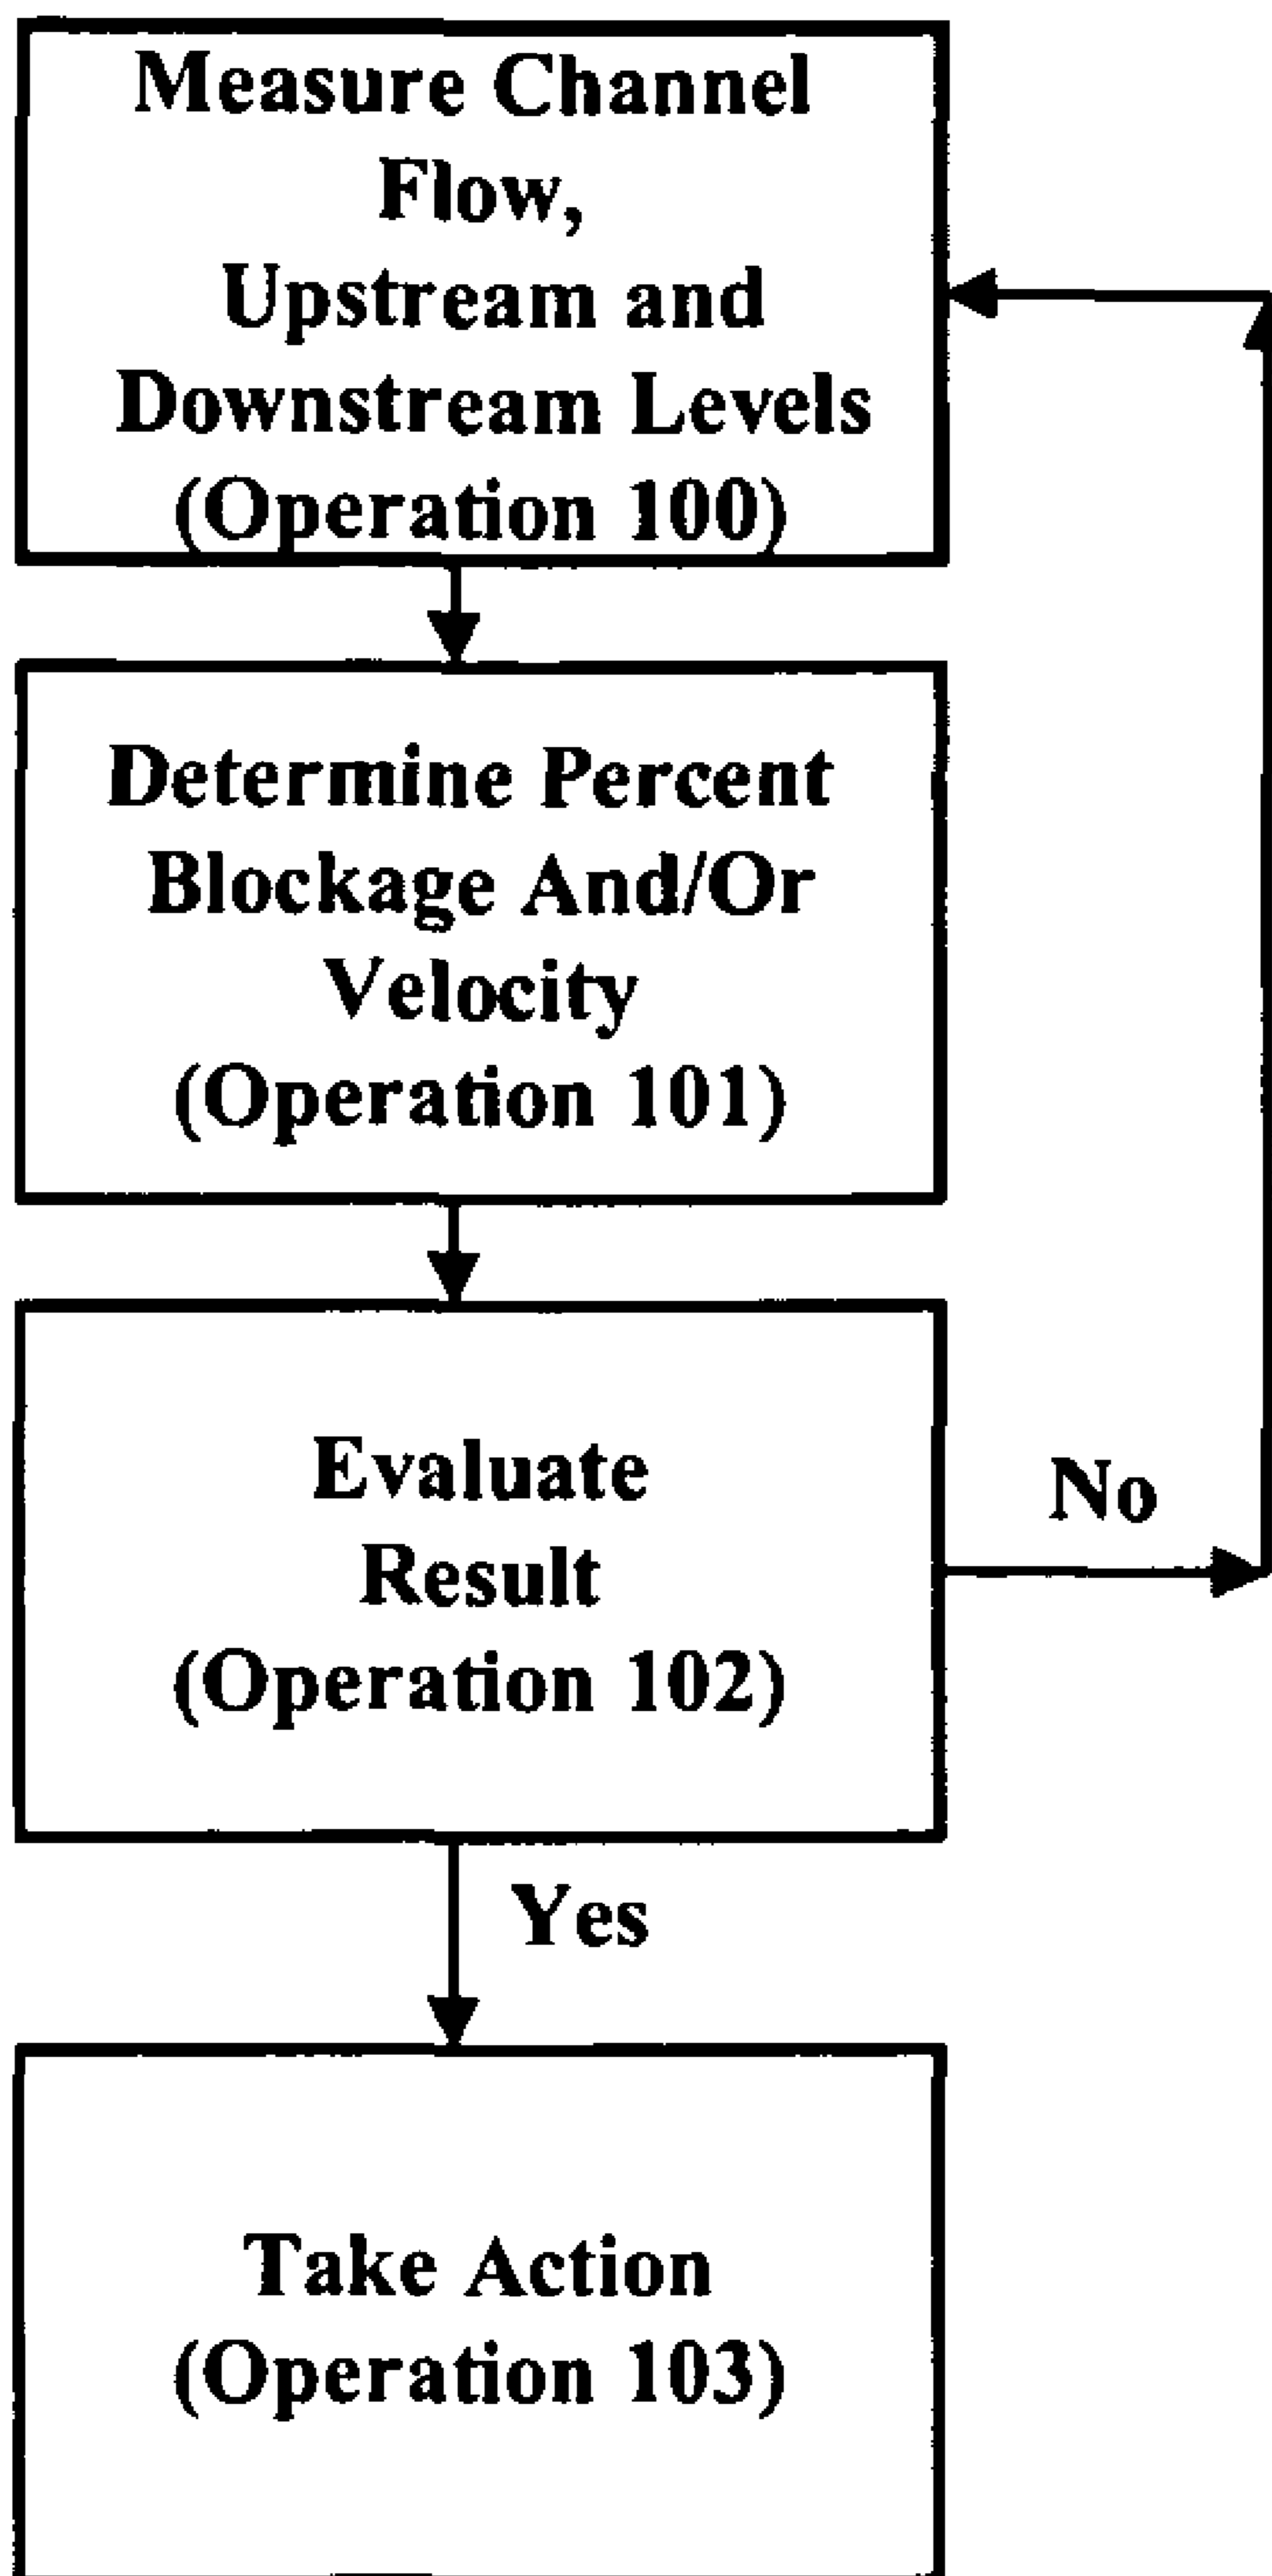 Measure Channel
Flow,
Upstream and
Downstream Levels
(Operation 100)
Determine Percent
Blockage And/Or
Velocity
(Operation 101)
Evaluate
Result
(Operation 102)
No
Yes
Take Action
(Operation 103)